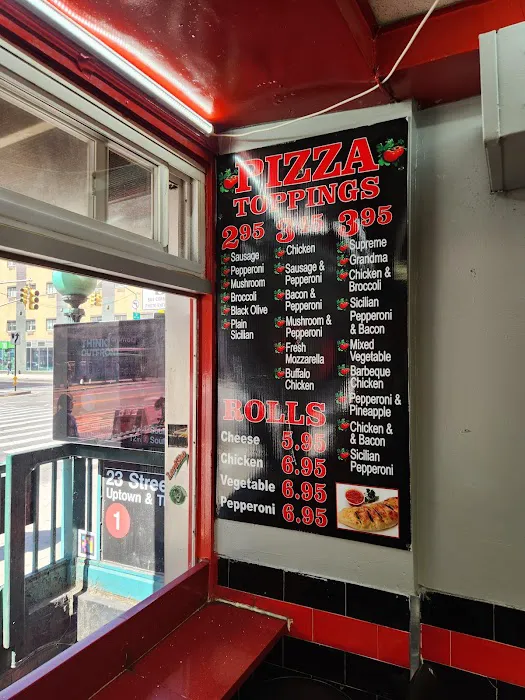 PIZZA
TOPPINGS
2.95
Sausage
Pepperoni
Mushroom
Broccoli
Black Olive
Plain
Sicilian
Chicken
Sausage &
Pepperoni
Bacon &
Pepperoni
Mushroom &
Pepperoni
Fresh
Mozzarella
Buffalo
Chicken
3.95
Supreme
Grandma
Chicken &
Broccoli
Sicilian
Pepperoni
& Bacon
Mixed
Vegetable
Barbeque
Chicken
Pepperoni &
Pineapple
Chicken &
& Bacon
Sicilian
Pepperoni
ROLLS
Cheese 5.95
Chicken 6.95
Vegetable 6.95
Pepperoni 6.95
THINK
OUTFRONT
23 Stree
Uptown & T
1